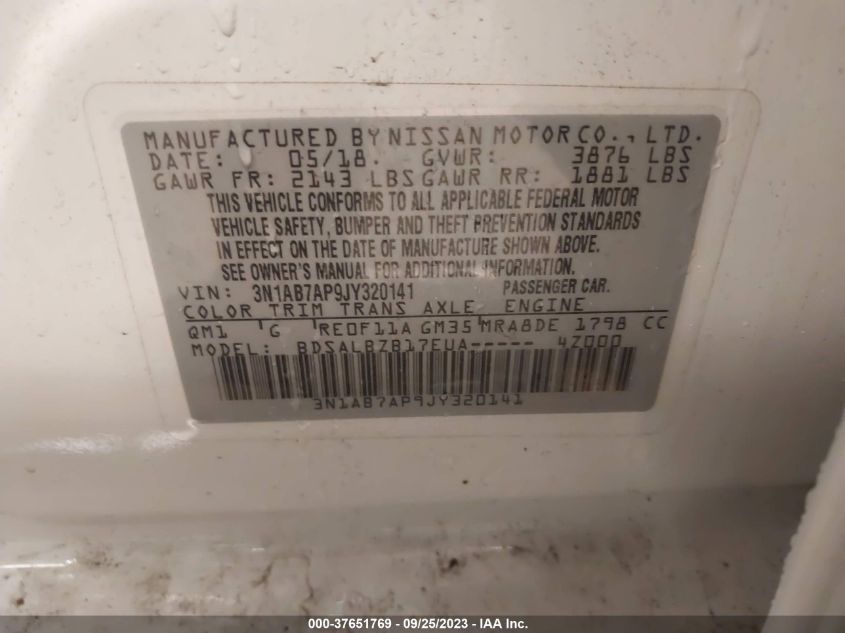 MANUFACTURED BY NISSAN MOTOR CO., LTD.
DATE: 05/18. GVWR: 3876 LBS
GAWR FR: 2143 LBS GAWR RR: 1881 LBS
THIS VEHICLE CONFORMS TO ALL APPLICABLE FEDERAL MOTOR
VEHICLE SAFETY, BUMPER AND THEFT PREVENTION STANDARDS
IN EFFECT ON THE DATE OF MANUFACTURE SHOWN ABOVE.
SEE OWNER'S MANUAL FOR ADDITIONAL INFORMATION.
VIN: 3N1AB7AP9JY320141 PASSENGER CAR.
COLOR TRIM TRANS AXLE ENGINE
QM1 G RE0F11A GM35 MRA8DE 1798 CC
MODEL: BDSALBZB17EUA----- 4Z000
3N1AB7AP9JY320141
000-37651769 - 09/25/2023 - IAA Inc.